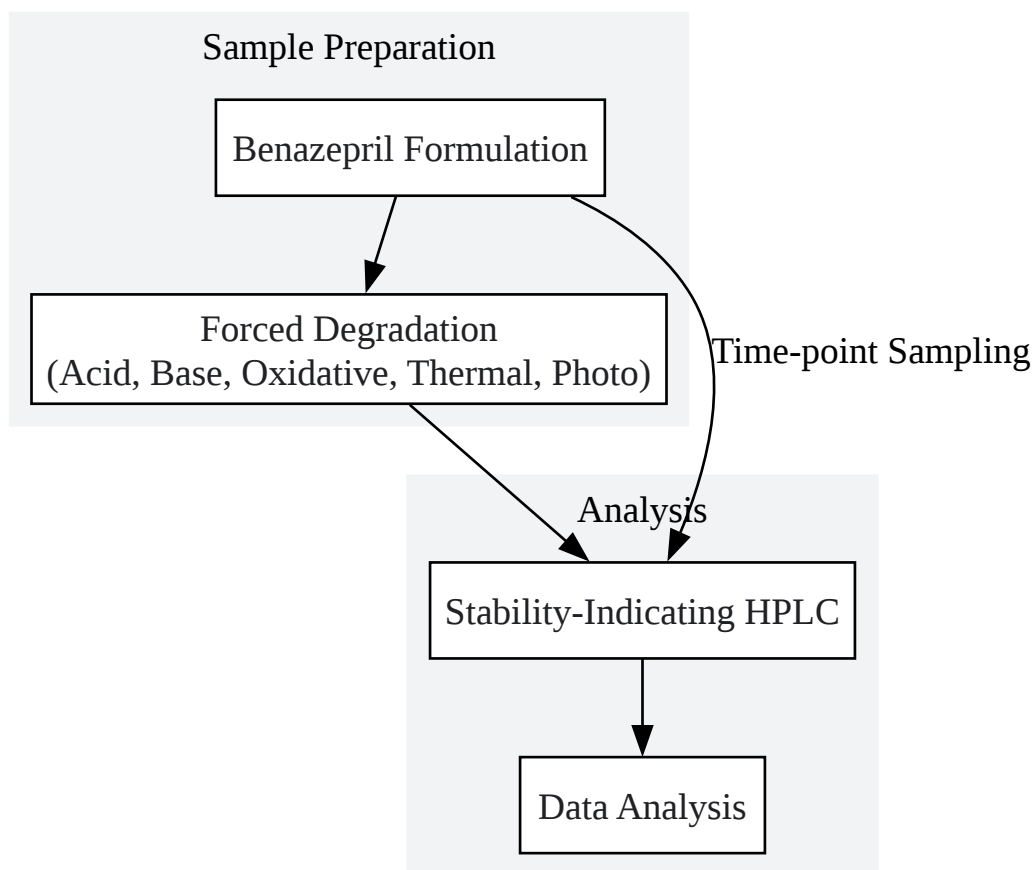 Sample Preparation
Benazepril Formulation
Forced Degradation
(Acid, Base, Oxidative, Thermal, Photo)
Time-point Sampling
Analysis
Stability-Indicating HPLC
Data Analysis